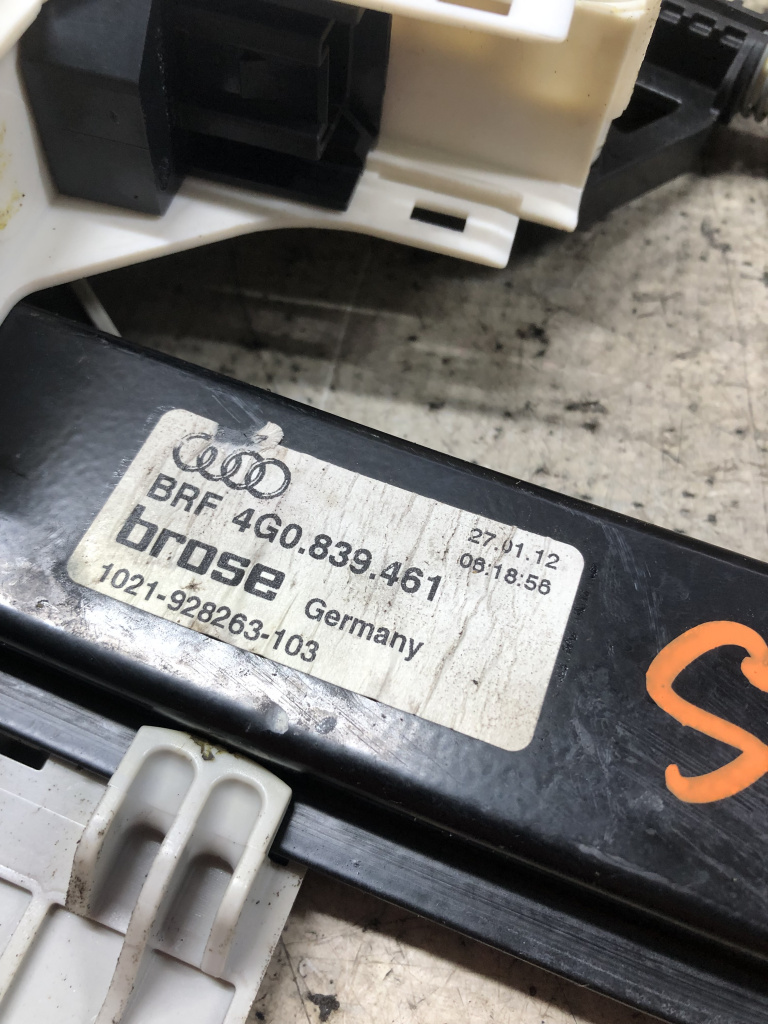 BRF 4G0.839.461
27.01.12
06:18:56
brose Germany
1021-928263-103
S